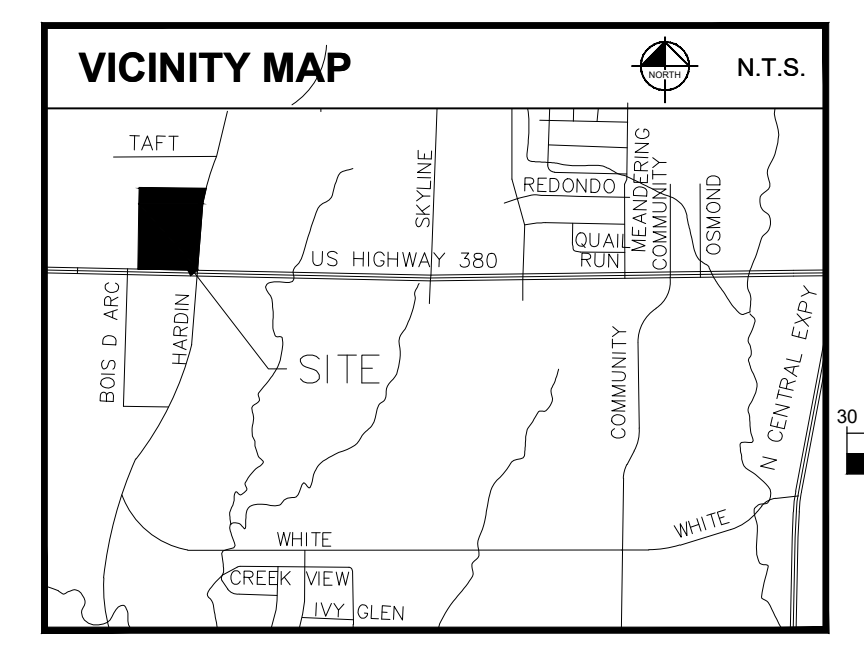 VICINITY MAP
NORTH
N.T.S.
TAFT
SKYLINE
REDONDO
MEANDERING
COMMUNITY
OSMOND
QUAIL
RUN
US HIGHWAY 380
BOIS D ARC
HARDIN
SITE
COMMUNITY
N CENTRAL EXPY
30
WHITE
WHITE
CREEK VIEW
IVY GLEN